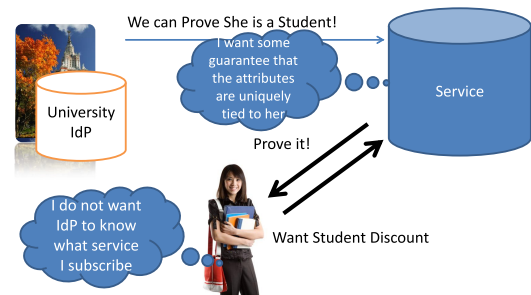 We can Prove She is a Student!
I want some
guarantee that
the attributes
are uniquely
tied to her
Service
University
IdP
Prove it!
I do not want
IdP to know
what service
I subscribe
Want Student Discount